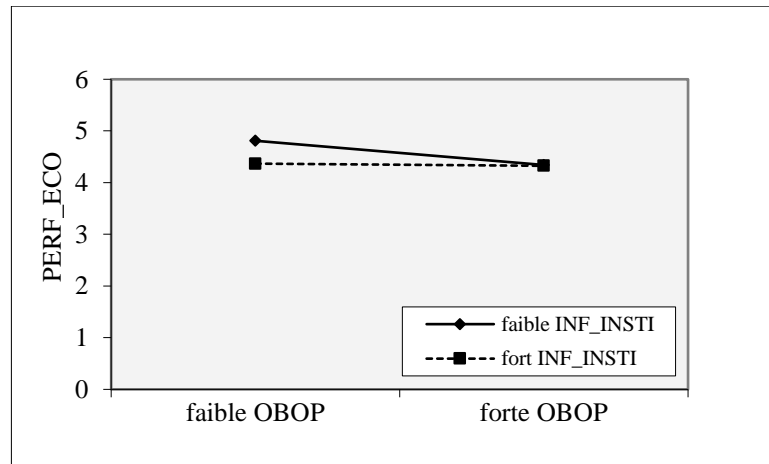 6
5
4
3
2
1
0
PERF_ECO
faible OBOP
forte OBOP
faible INF_INSTI
fort INF_INSTI